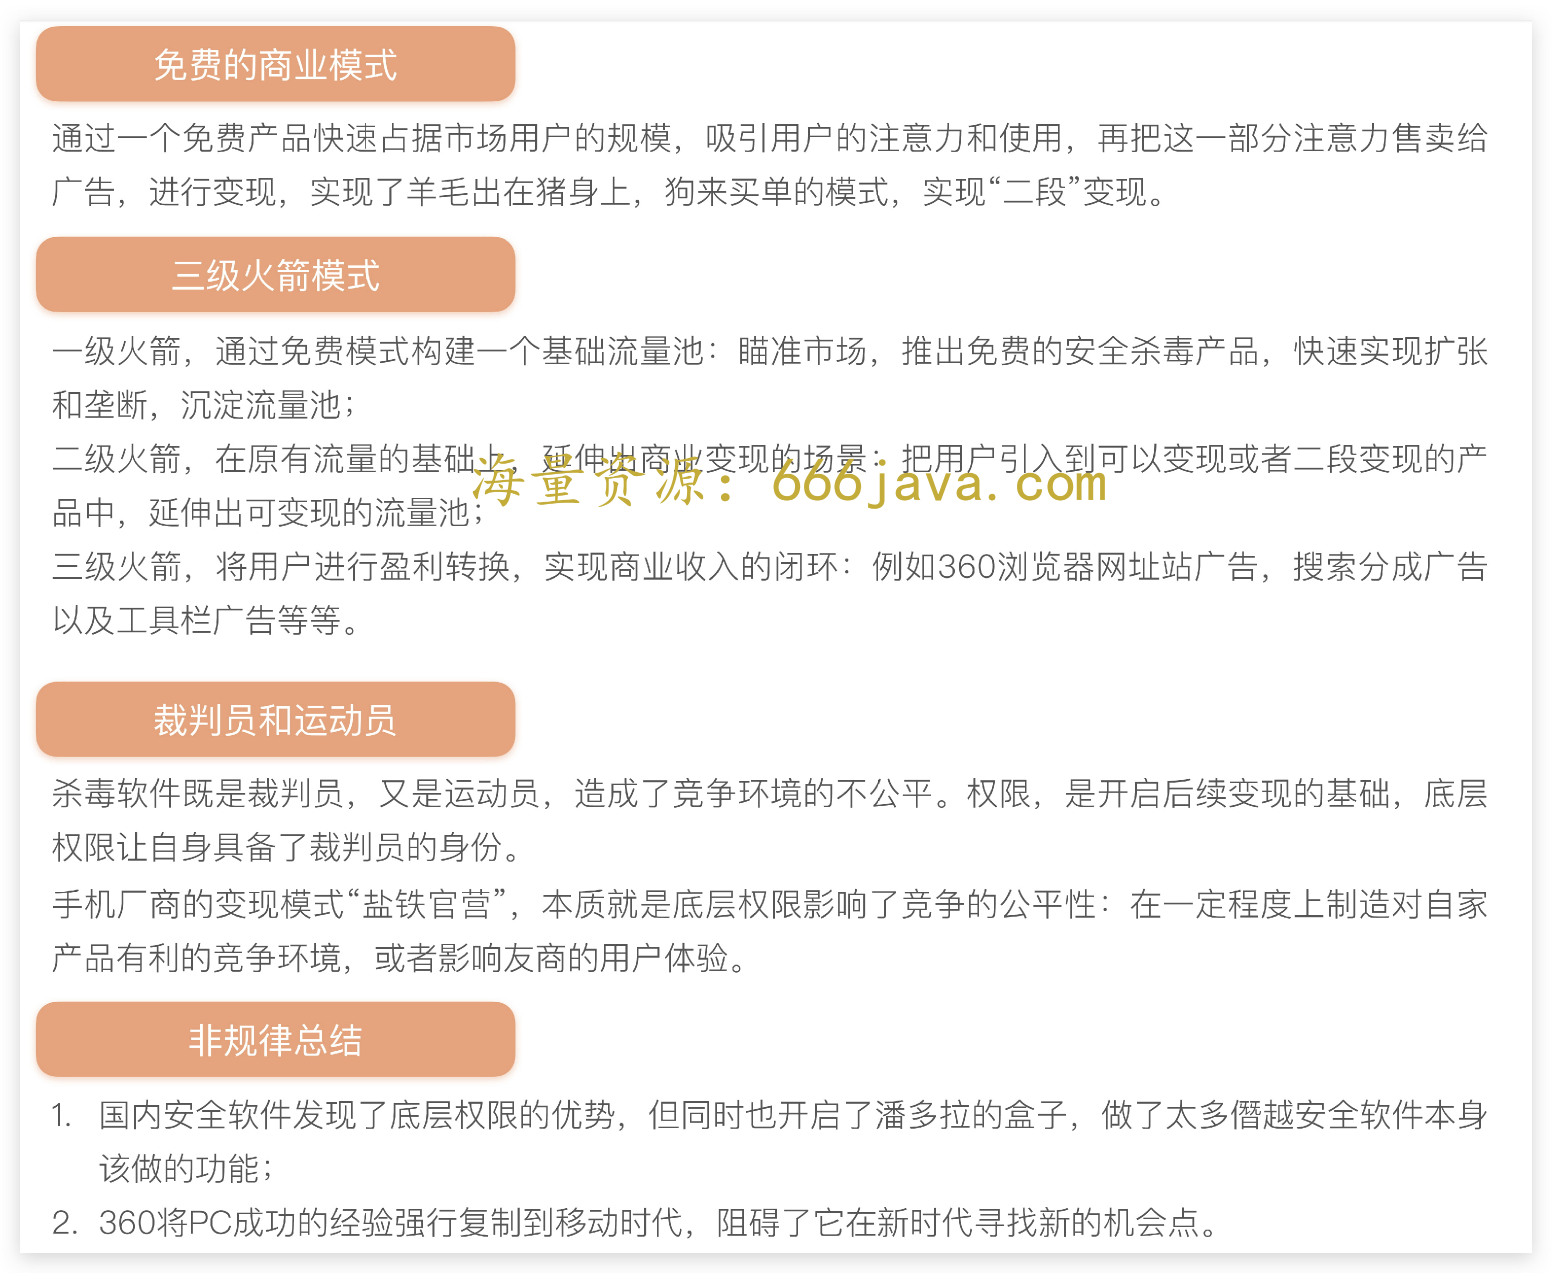 免费的商业模式
通过一个免费产品快速占据市场用户的规模，吸引用户的注意力和使用，再把这一部分注意力售卖给
广告，进行变现，实现了羊毛出在猪身上，狗来买单的模式，实现“二段”变现。
三级火箭模式
一级火箭，通过免费模式构建一个基础流量池：瞄准市场，推出免费的安全杀毒产品，快速实现扩张
和垄断，沉淀流量池；
二级火箭，在原有流量的基础上，延伸出商业变现的场景：把用户引入到可以变现或者二段变现的产
海量资源：666java.com
品中，延伸出可变现的流量池；
三级火箭，将用户进行盈利转换，实现商业收入的闭环：例如360浏览器网址站广告，搜索分成广告
以及工具栏广告等等。
裁判员和运动员
杀毒软件既是裁判员，又是运动员，造成了竞争环境的不公平。权限，是开启后续变现的基础，底层
权限让自身具备了裁判员的身份。
手机厂商的变现模式“盐铁官营”，本质就是底层权限影响了竞争的公平性：在一定程度上制造对自家
产品有利的竞争环境，或者影响友商的用户体验。
非规律总结
1. 国内安全软件发现了底层权限的优势，但同时也开启了潘多拉的盒子，做了太多僭越安全软件本身
该做的功能；
2. 360将PC成功的经验强行复制到移动时代，阻碍了它在新时代寻找新的机会点。